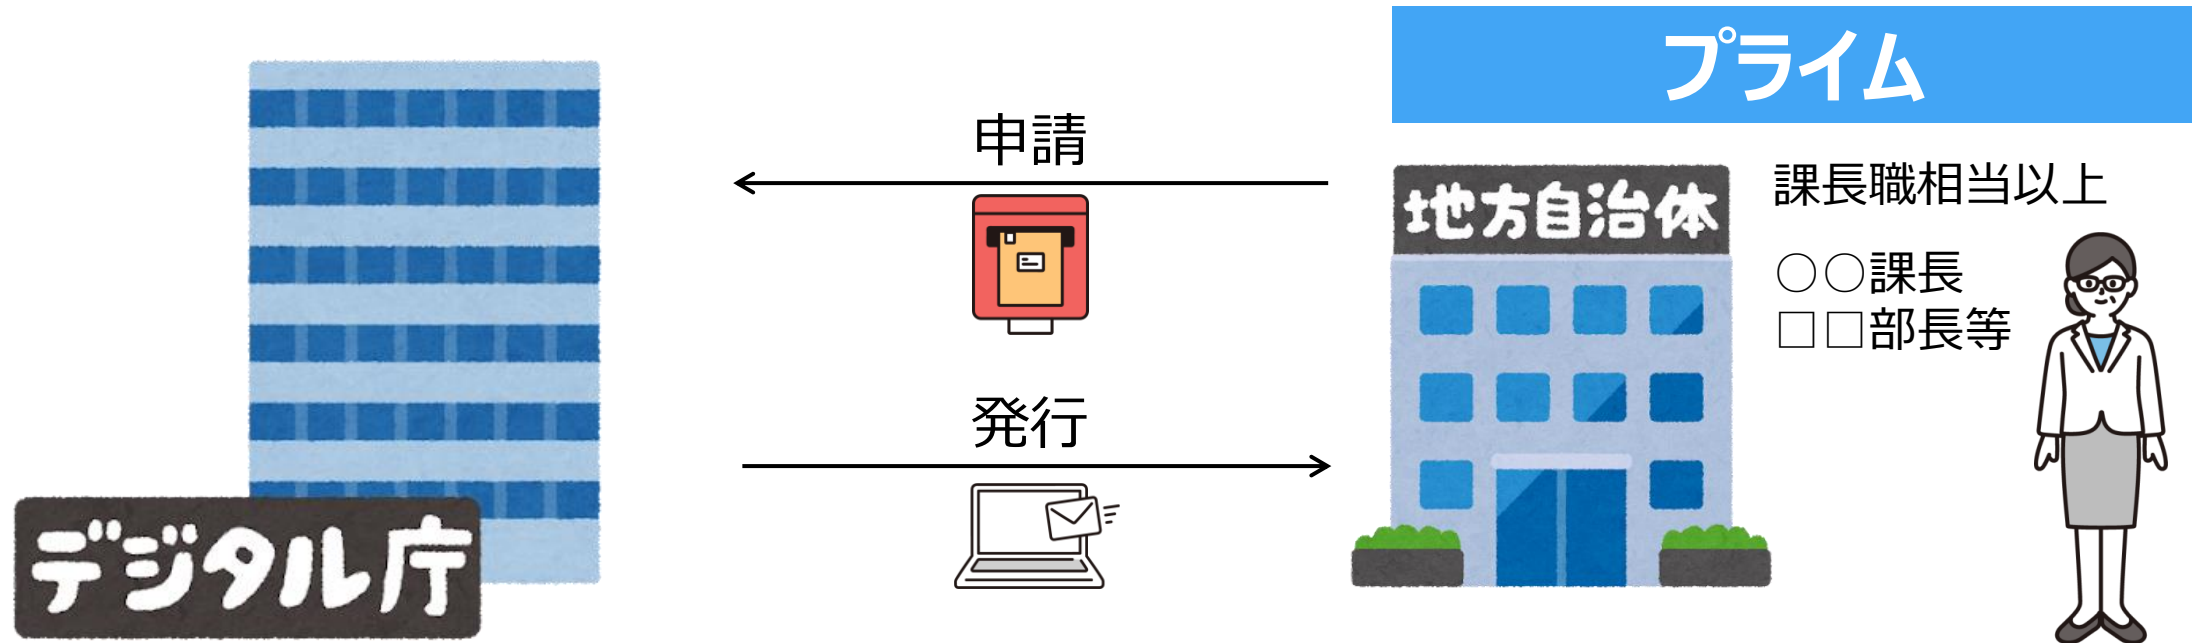 プライム
申請
地方自治体
課長職相当以上
○○課長
□□部長等
発行
デジタル庁